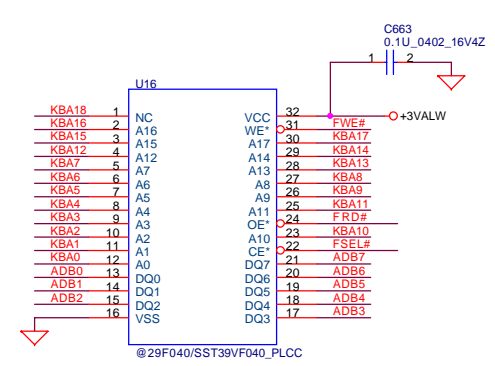 C663
0.1U_0402_16V4Z
1 2
U16
+3VALW
KBA18 1 NC VCC 32
KBA16 2 A16 WE* 31 FWE#
KBA15 3 A15 A17 30 KBA17
KBA12 4 A12 A14 29 KBA14
KBA7 5 A7 A13 28 KBA13
KBA6 6 A6 A8 27 KBA8
KBA5 7 A5 A9 26 KBA9
KBA4 8 A4 A11 25 KBA11
KBA3 9 A3 OE* 24 FRD#
KBA2 10 A2 A10 23 KBA10
KBA1 11 A1 CE* 22 FSEL#
KBA0 12 A0 DQ7 21 ADB7
ADB0 13 DQ0 DQ6 20 ADB6
ADB1 14 DQ1 DQ5 19 ADB5
ADB2 15 DQ2 DQ4 18 ADB4
16 VSS DQ3 17 ADB3
@29F040/SST39VF040_PLCC